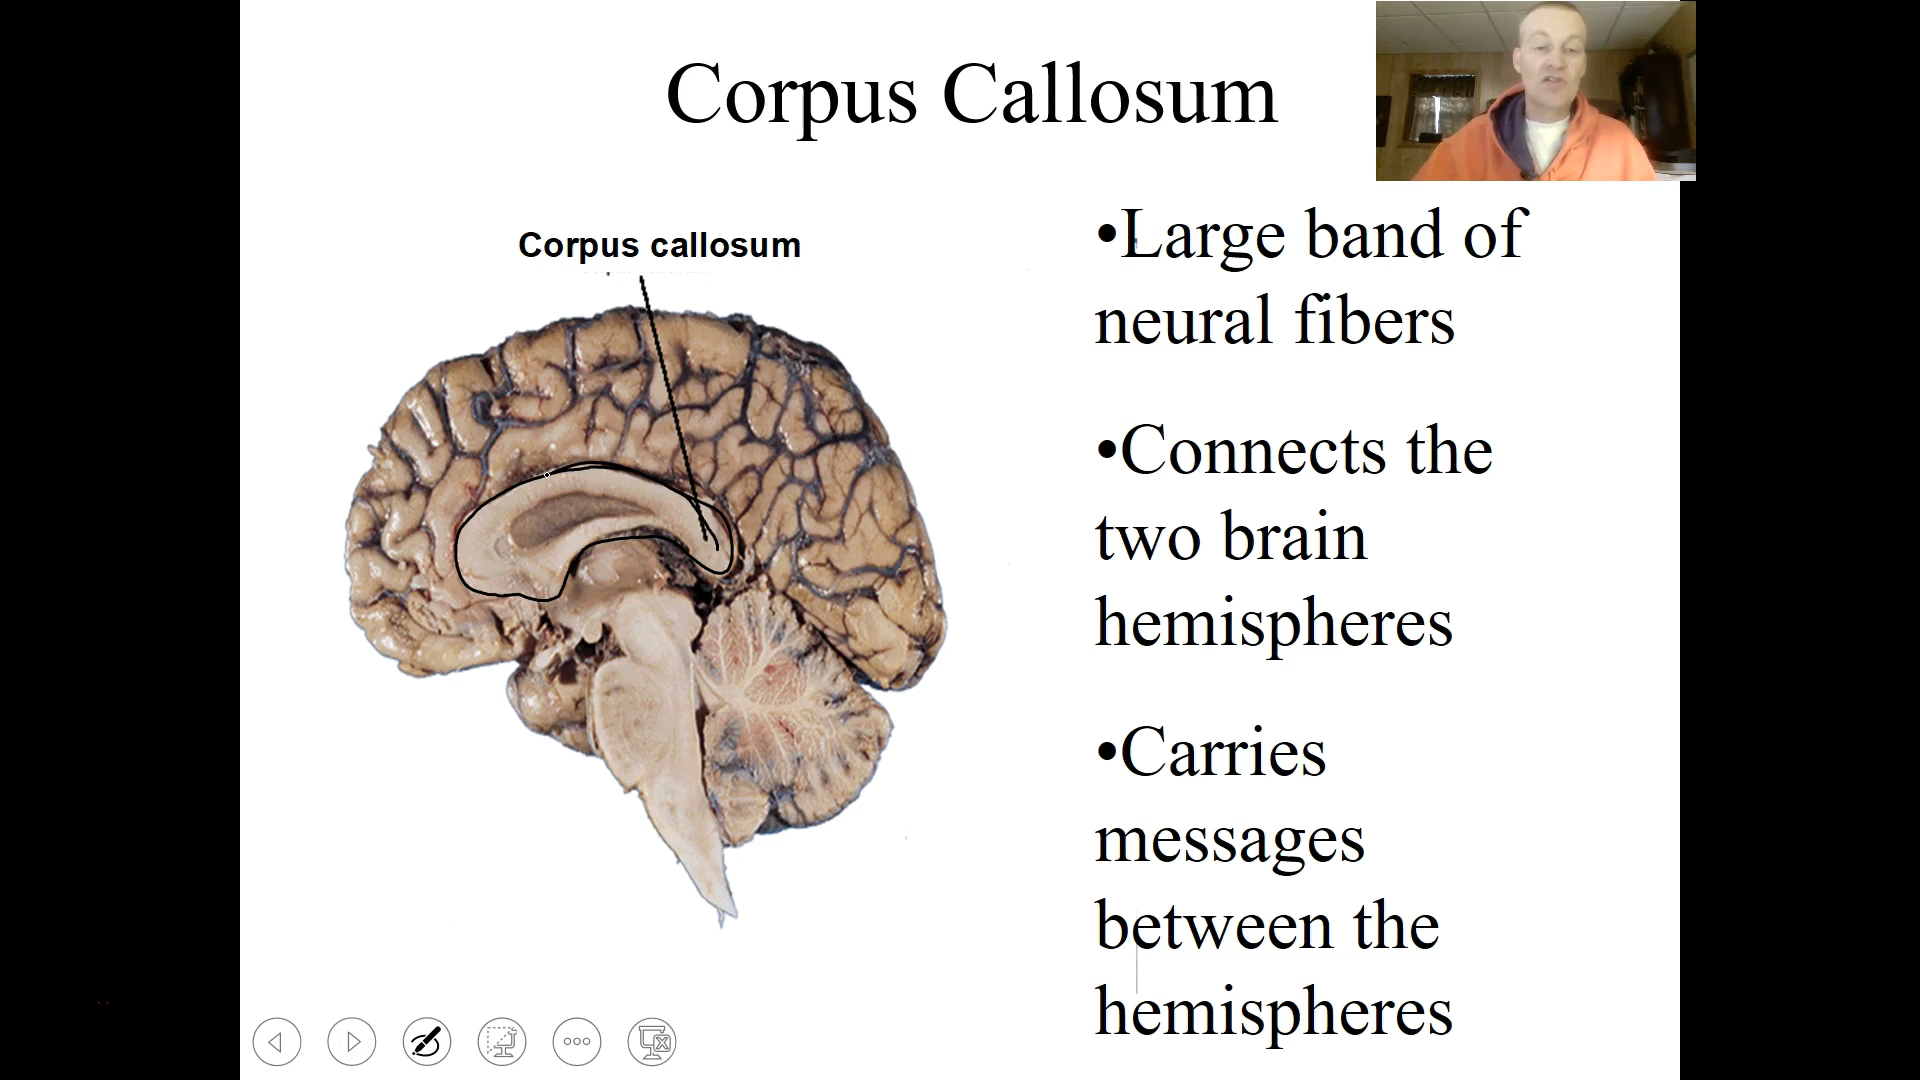 Corpus Callosum
Corpus callosum
•Large band of
neural fibers
•Connects the
two brain
hemispheres
•Carries
messages
between the
hemispheres